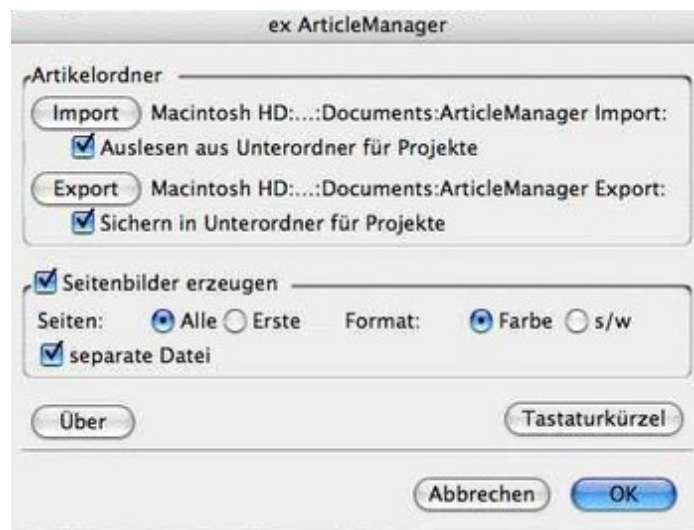 ex ArticleManager
Artikelordner
Import Macintosh HD:...:Documents:ArticleManager Import:
Auslesen aus Unterordner für Projekte
Export Macintosh HD:...:Documents:ArticleManager Export:
Sichern in Unterordner für Projekte
Seitenbilder erzeugen
Seiten: Alle Erste Format: Farbe s/w
separate Datei
Über Tastaturkürzel
Abbrechen OK